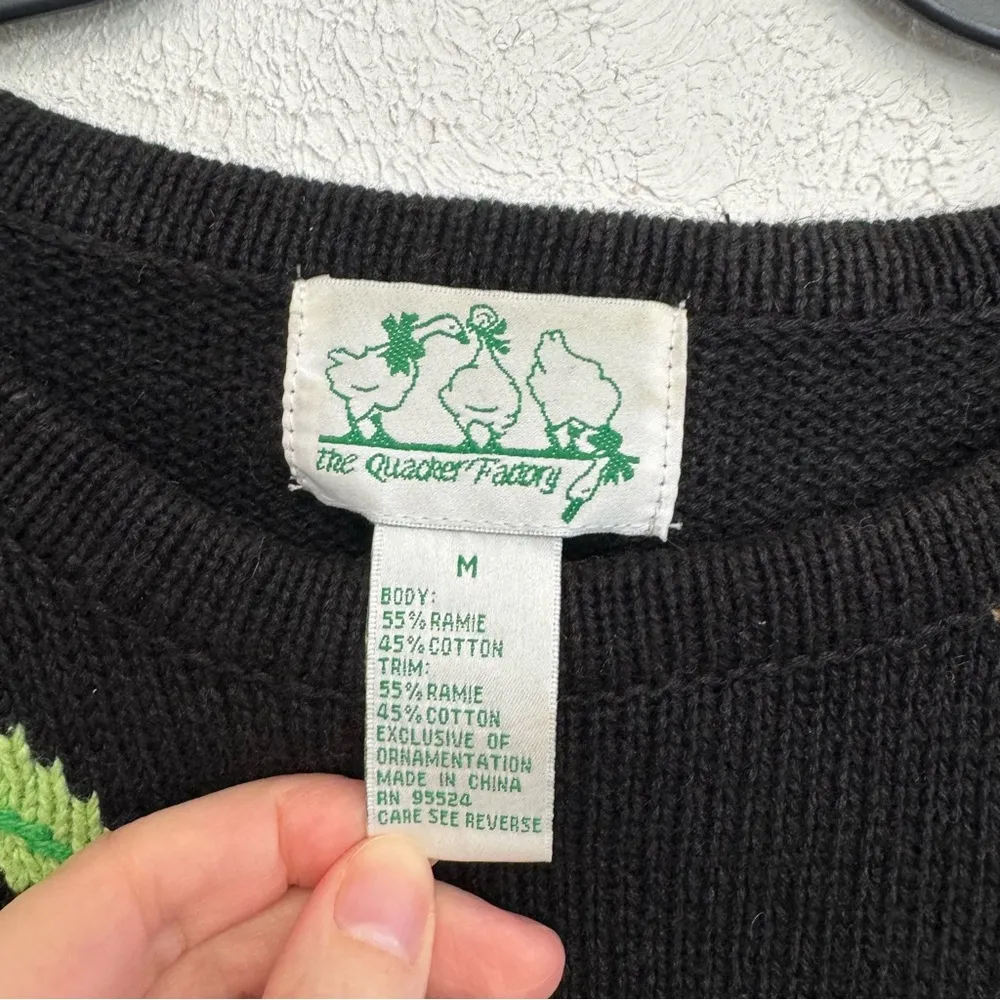 the Quacker Factory
M
BODY:
55% RAMIE
45% COTTON
TRIM:
55% RAMIE
45% COTTON
EXCLUSIVE OF
ORNAMENTATION
MADE IN CHINA
RN 95524
CARE SEE REVERSE